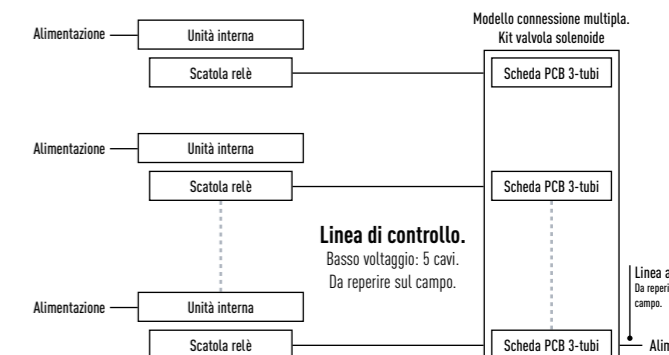 Modello connessione multipla.
Kit valvola solenoide
Alimentazione
Unità interna
Scatola relè
Scheda PCB 3-tubi
Alimentazione
Unità interna
Scatola relè
Scheda PCB 3-tubi
Linea di controllo.
Basso voltaggio: 5 cavi.
Da reperire sul campo.
Linea
Da
campo.
Alimentazione
Unità interna
Scatola relè
Scheda PCB 3-tubi